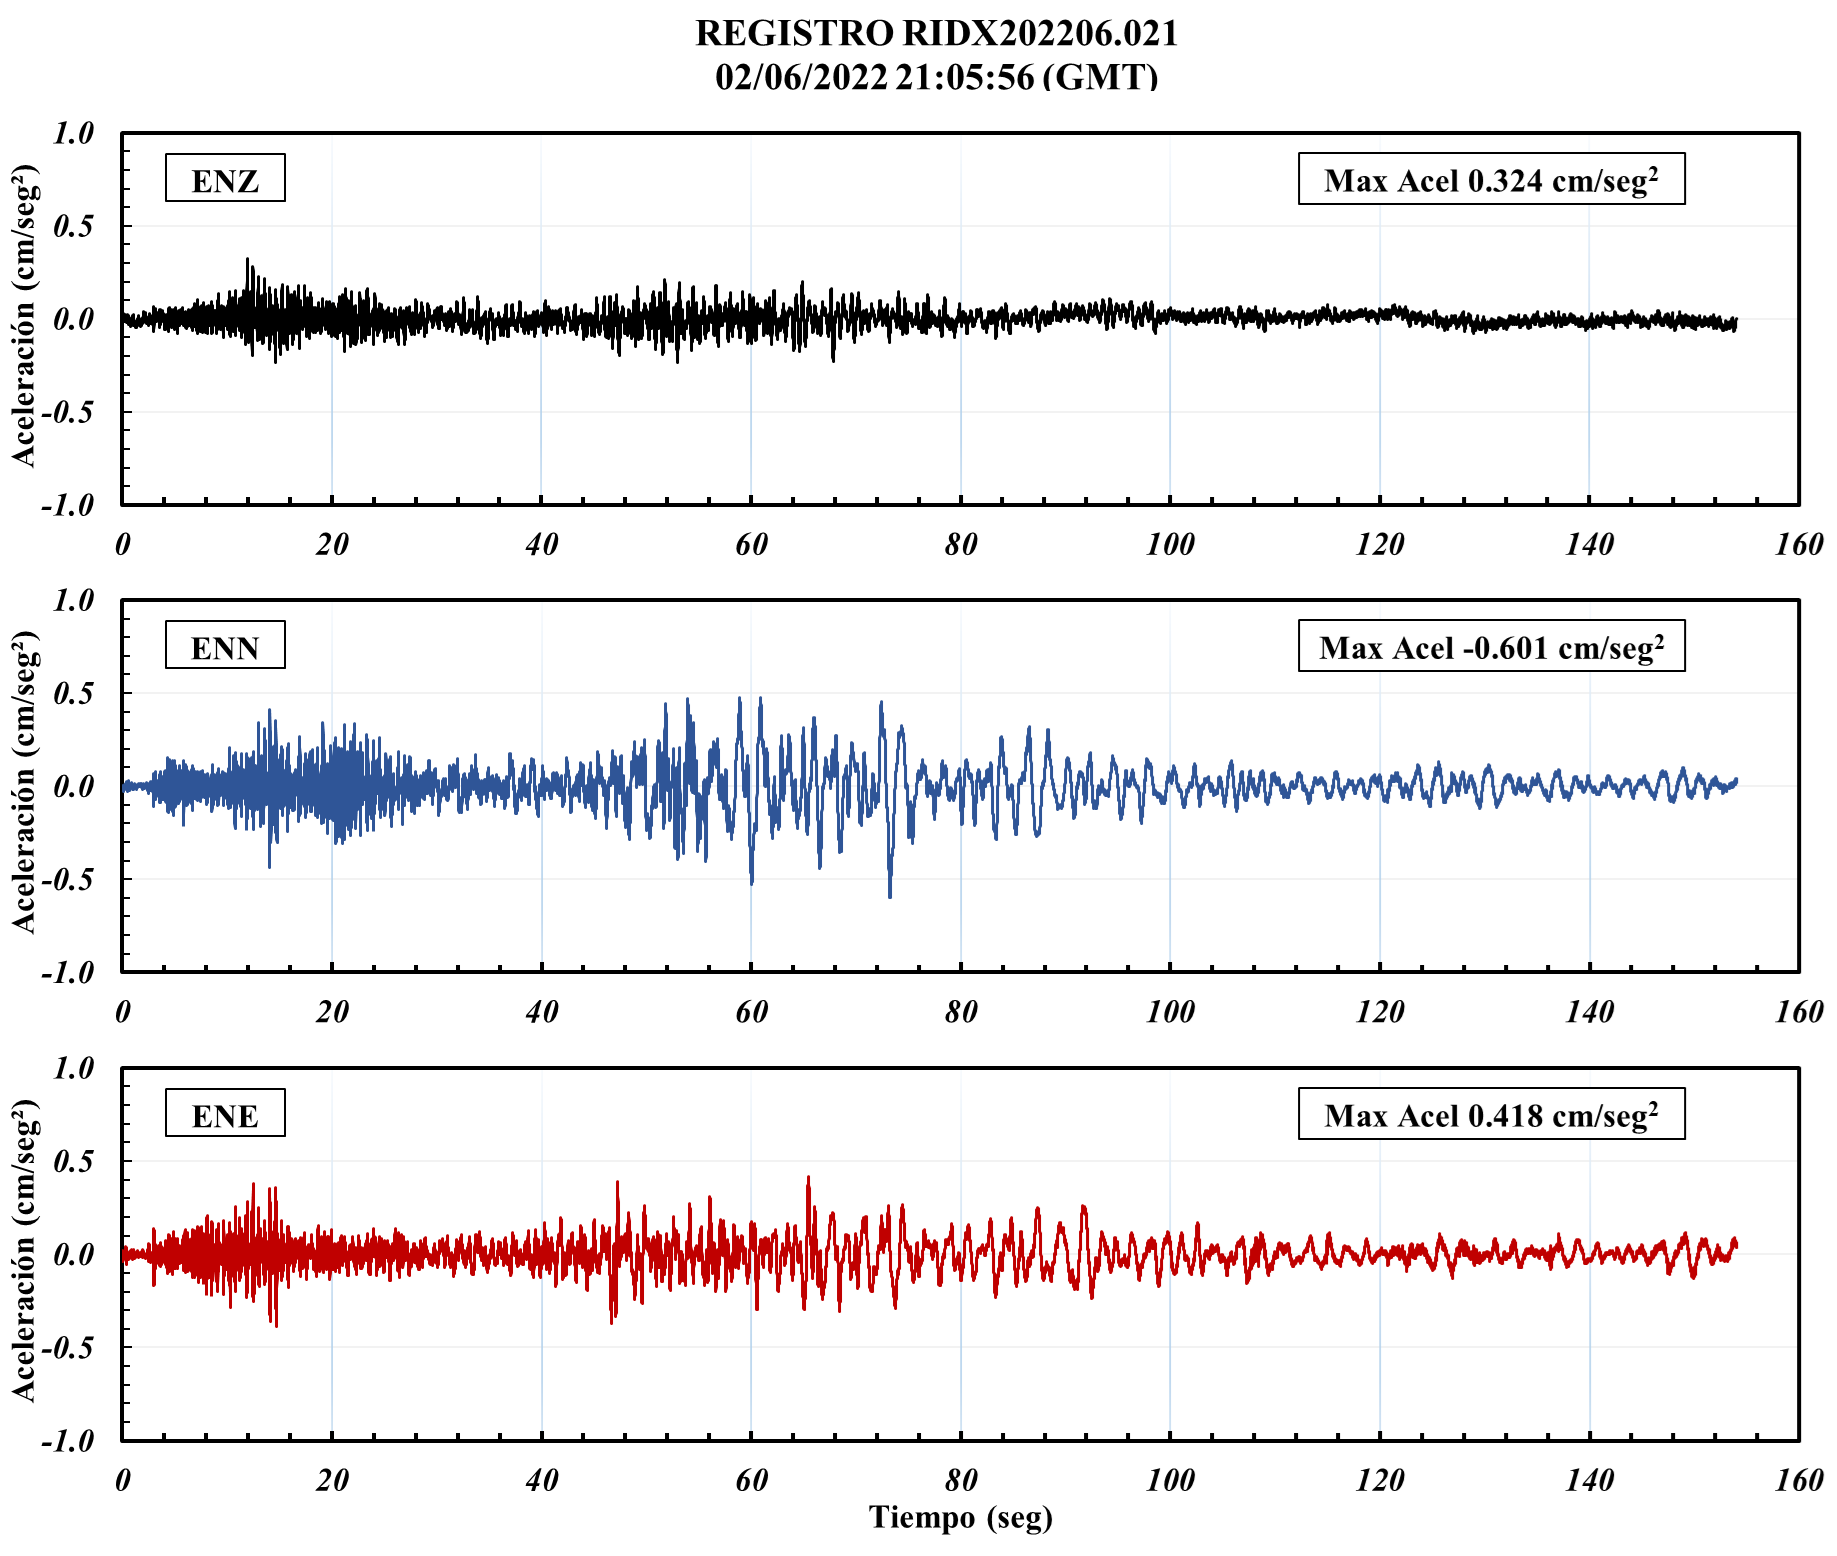 REGISTRO RIDX202206.021
02/06/2022 21:05:56 (GMT)
Aceleración (cm/seg²)
1.0
0.5
0.0
-0.5
-1.0
ENZ
Max Acel 0.324 cm/seg²
0 20 40 60 80 100 120 140 160
Aceleración (cm/seg²)
1.0
0.5
0.0
-0.5
-1.0
ENN
Max Acel -0.601 cm/seg²
0 20 40 60 80 100 120 140 160
Aceleración (cm/seg²)
1.0
0.5
0.0
-0.5
-1.0
ENE
Max Acel 0.418 cm/seg²
0 20 40 60 80 100 120 140 160
Tiempo (seg)